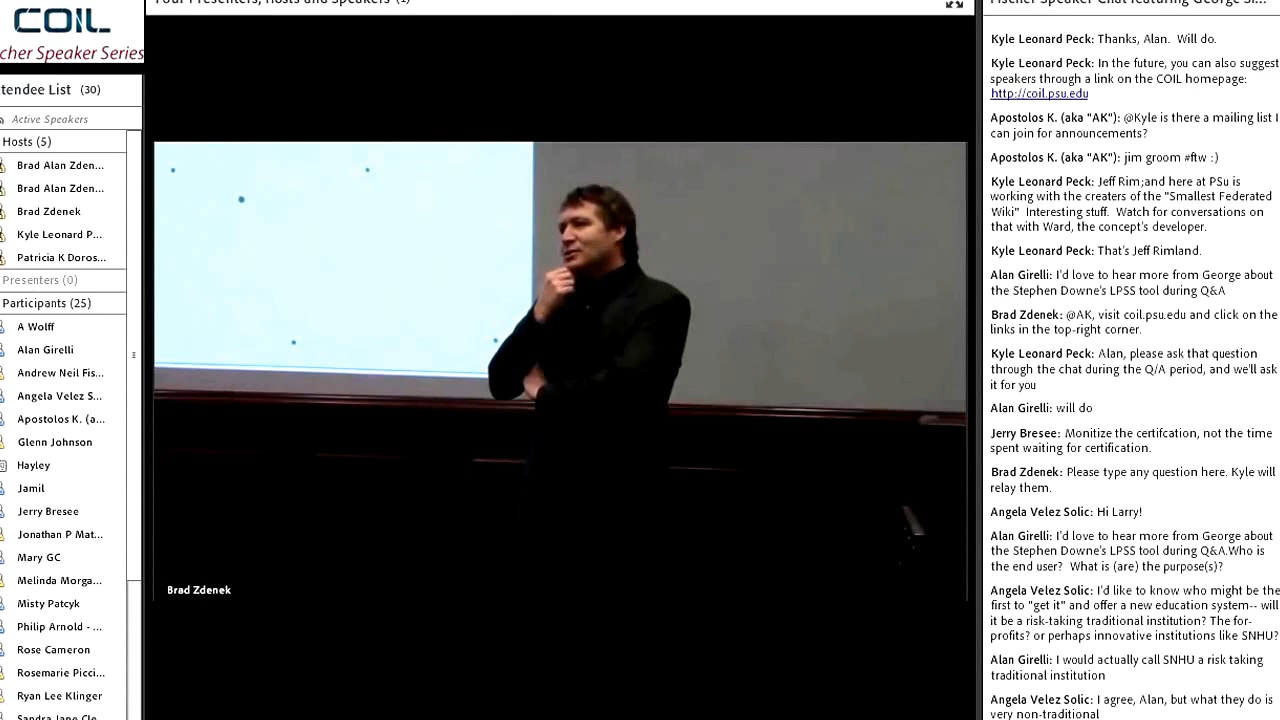 COIL
cher Speaker Series
tendee List (30)
Active Speakers
Hosts (5)
Brad Alan Zden...
Brad Alan Zden...
Brad Zdenek
Kyle Leonard P...
Patricia K Doros...
Presenters (0)
Participants (25)
A Wolff
Alan Girelli
Andrew Neil Fis...
Angela Velez S...
Apostolos K. (a...
Glenn Johnson
Hayley
Jamil
Jerry Bresee
Jonathan P Mat...
Mary GC
Melinda Morga...
Misty Patcyk
Philip Arnold - ...
Rose Cameron
Rosemarie Picci...
Ryan Lee Klinger
Sandra Jane Cle...
Your Presenters, Hosts and Speakers (1)
Brad Zdenek
Fischer Speaker Chat featuring George Si...
Kyle Leonard Peck: Thanks, Alan. Will do.
Kyle Leonard Peck: In the future, you can also suggest
speakers through a link on the COIL homepage:
http://coil.psu.edu
Apostolos K. (aka "AK"): @Kyle is there a mailing list I
can join for announcements?
Apostolos K. (aka "AK"): jim groom #ftw :)
Kyle Leonard Peck: Jeff Rim;and here at PSu is
working with the creators of the "Smallest Federated
Wiki" Interesting stuff. Watch for conversations on
that with Ward, the concept's developer.
Kyle Leonard Peck: That's Jeff Rimland.
Alan Girelli: I'd love to hear more from George about
the Stephen Downe's LPSS tool during Q&A
Brad Zdenek: @AK, visit coil.psu.edu and click on the
links in the top-right corner.
Kyle Leonard Peck: Alan, please ask that question
through the chat during the Q/A period, and we'll ask
it for you
Alan Girelli: will do
Jerry Bresee: Monitize the certifcation, not the time
spent waiting for certification.
Brad Zdenek: Please type any question here. Kyle will
relay them.
Angela Velez Solic: Hi Larry!
Alan Girelli: I'd love to hear more from George about
the Stephen Downe's LPSS tool during Q&A.Who is
the end user? What is (are) the purpose(s)?
Angela Velez Solic: I'd like to know who might be the
first to "get it" and offer a new education system-- will
it be a risk-taking traditional institution? The for-
profits? or perhaps innovative institutions like SNHU?
Alan Girelli: I would actually call SNHU a risk taking
traditional institution
Angela Velez Solic: I agree, Alan, but what they do is
very non-traditional